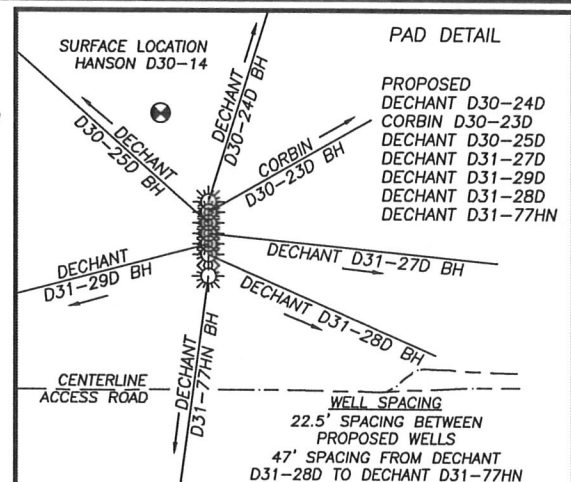 PAD DETAIL
SURFACE LOCATION
HANSON D30-14
PROPOSED
DECHANT D30-24D
CORBIN D30-23D
DECHANT D30-25D
DECHANT D31-27D
DECHANT D31-29D
DECHANT D31-28D
DECHANT D31-77HN
DECHANT
D30-24D BH
DECHANT
D30-25D BH
CORBIN
D30-23D BH
DECHANT
D31-27D BH
DECHANT
D31-29D BH
DECHANT
D31-28D BH
DECHANT
D31-77HN BH
CENTERLINE
ACCESS ROAD
WELL SPACING
22.5' SPACING BETWEEN
PROPOSED WELLS
47' SPACING FROM DECHANT
D31-28D TO DECHANT D31-77HN